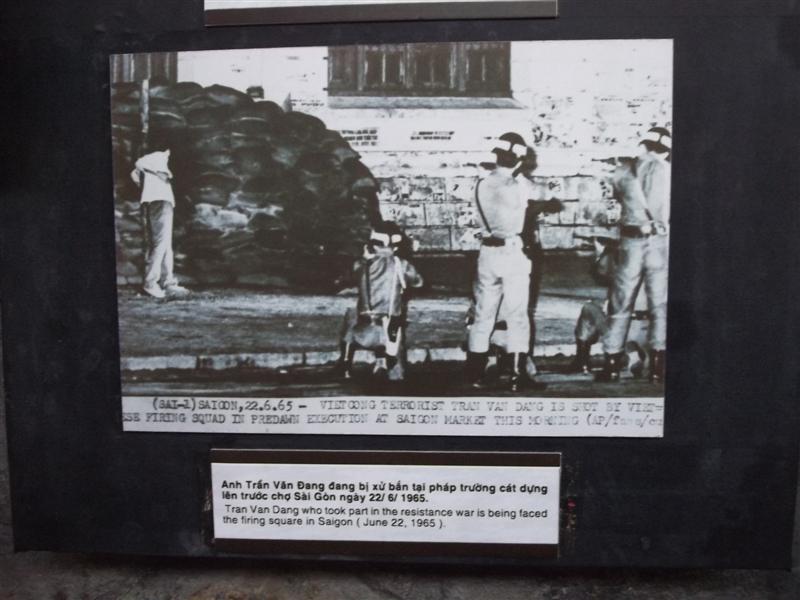 (SAI-1)SAIGON,22.6.65 - VIETCONG TERRORIST TRAN VAN DANG IS SHOT BY VIET=
ESE FIRING SQUAD IN PREDAWN EXECUTION AT SAIGON MARKET THIS MORNING (AP/
Anh Trần Văn Đang đang bị xử bắn tại pháp trường cát dựng
lên trước chợ Sài Gòn ngày 22/ 6/ 1965.
Tran Van Dang who took part in the resistance war is being faced
the firing square in Saigon ( June 22, 1965 ).